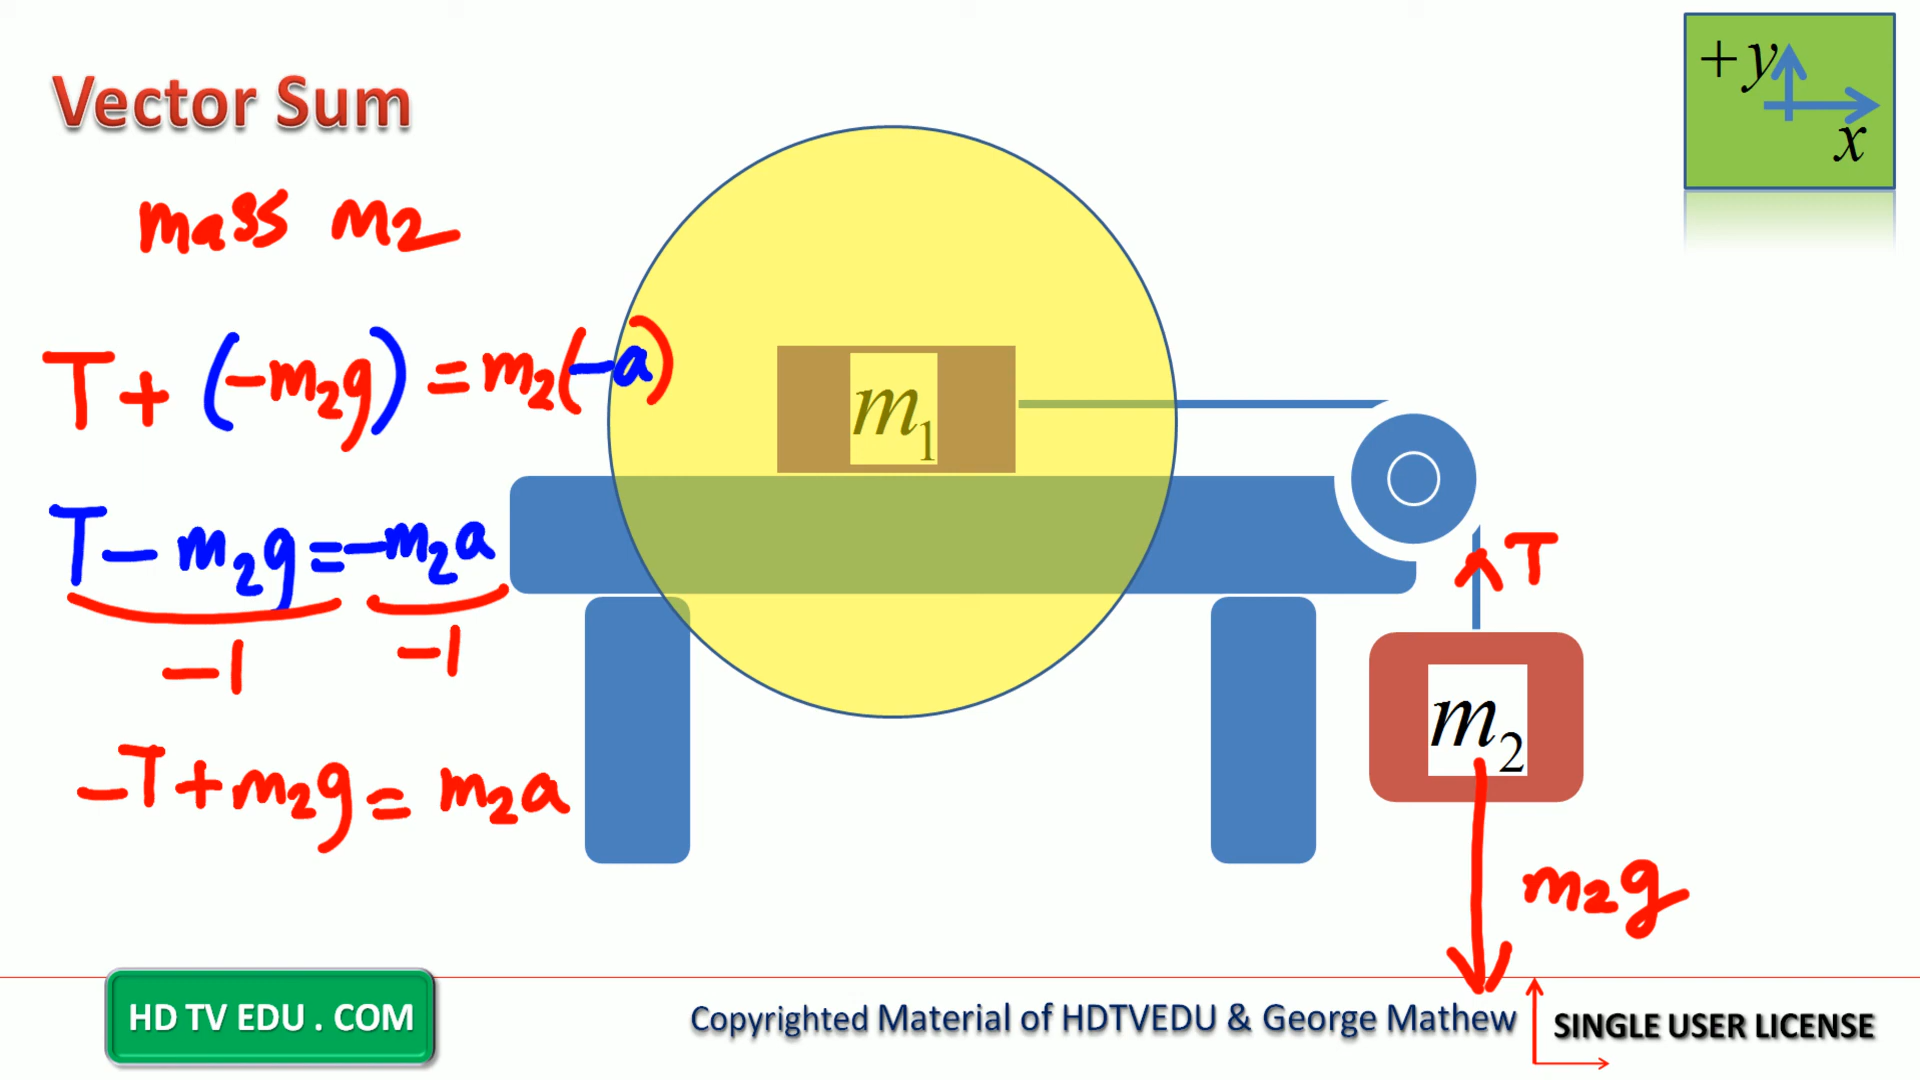 Vector Sum
+y
x
mass m2
T + (-m2g) = m2(-a)
m1
T - m2g = -m2a
-1 -1
T
m2
-T + m2g = m2a
m2g
HD TV EDU . COM
Copyrighted Material of HDTVEDU & George Mathew
SINGLE USER LICENSE